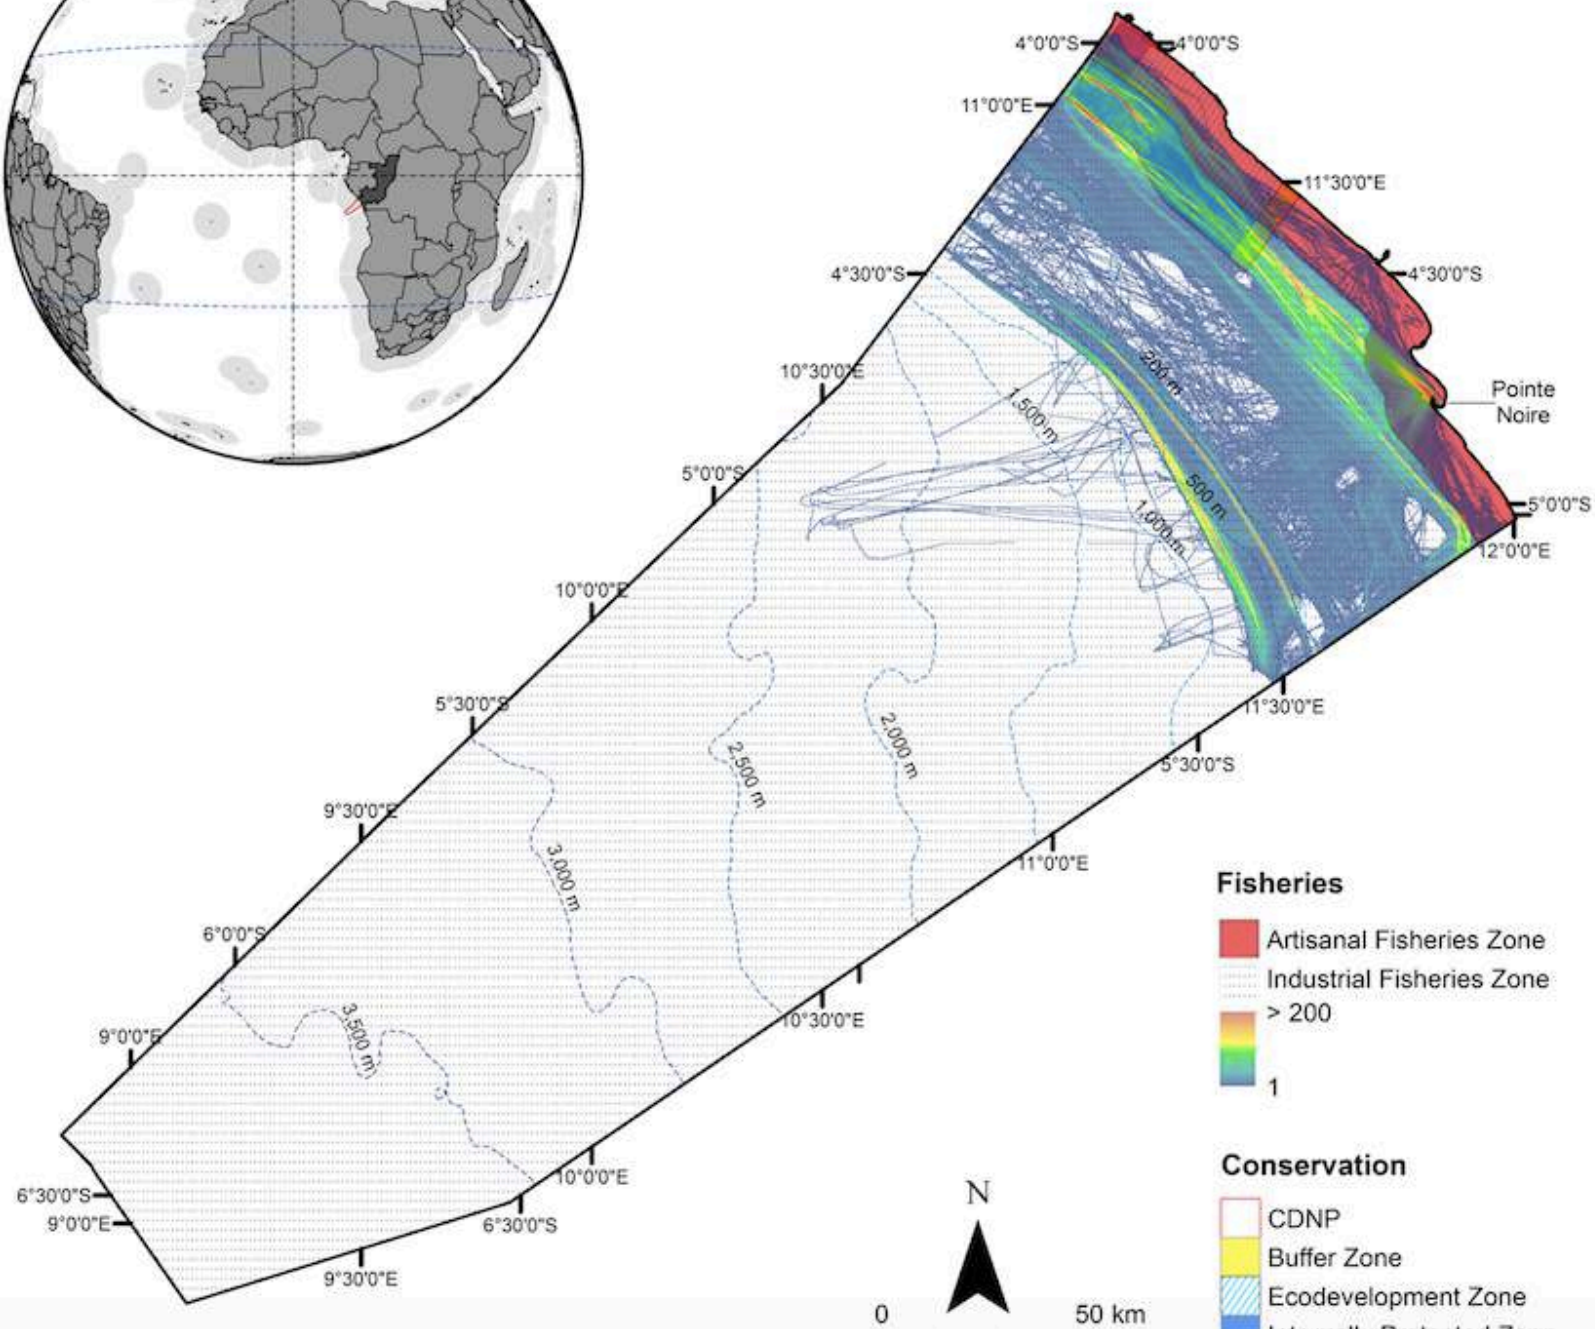 4°0'0"S
4°0'0"S
11°0'0"E
11°30'0"E
4°30'0"S
4°30'0"S
10°30'0"E
200 m
1,500 m
Pointe
Noire
5°0'0"S
500 m
1,000 m
5°0'0"S
12°0'0"E
10°0'0"E
5°30'0"S
11°30'0"E
2,000 m
2,500 m
5°30'0"S
9°30'0"E
3,000 m
11°0'0"E
Fisheries
6°0'0"S
Artisanal Fisheries Zone
Industrial Fisheries Zone
> 200
10°30'0"E
3,500 m
9°0'0"E
1
Conservation
10°0'0"E
6°30'0"S
9°0'0"E
6°30'0"S
N
CDNP
Buffer Zone
9°30'0"E
Ecodevelopment Zone
0 50 km